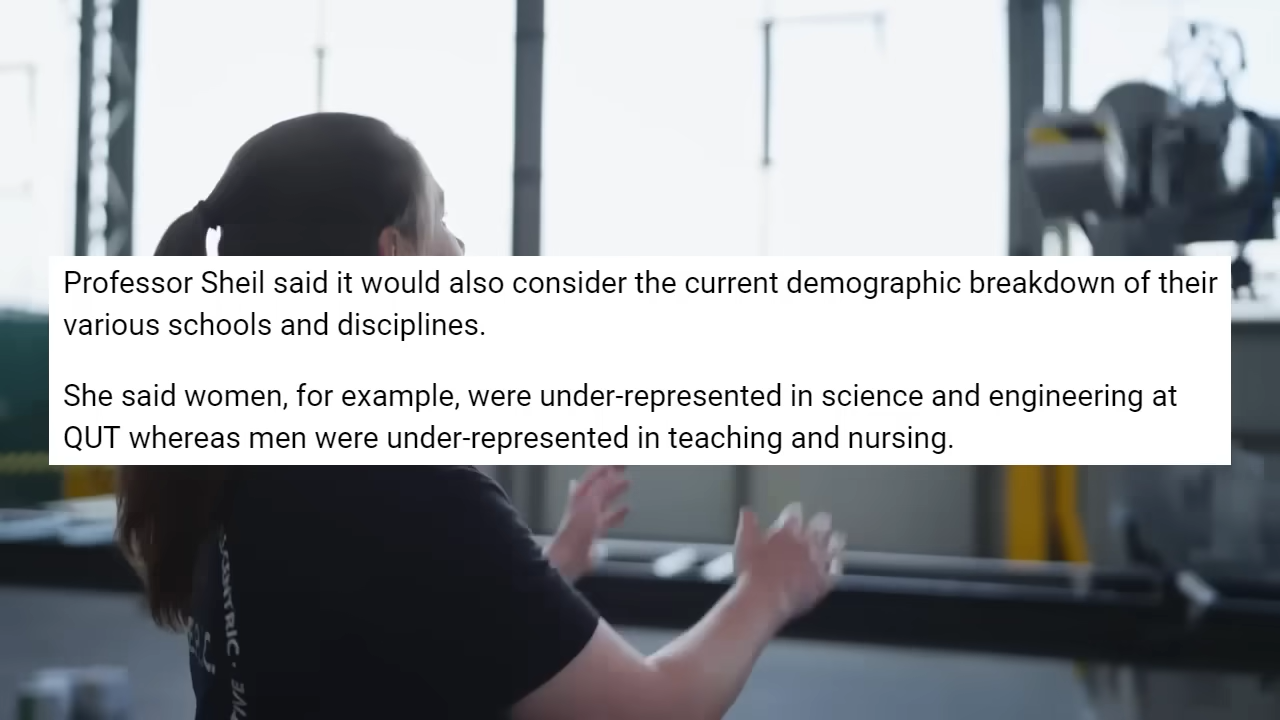 Professor Sheil said it would also consider the current demographic breakdown of their
various schools and disciplines.
She said women, for example, were under-represented in science and engineering at
QUT whereas men were under-represented in teaching and nursing.